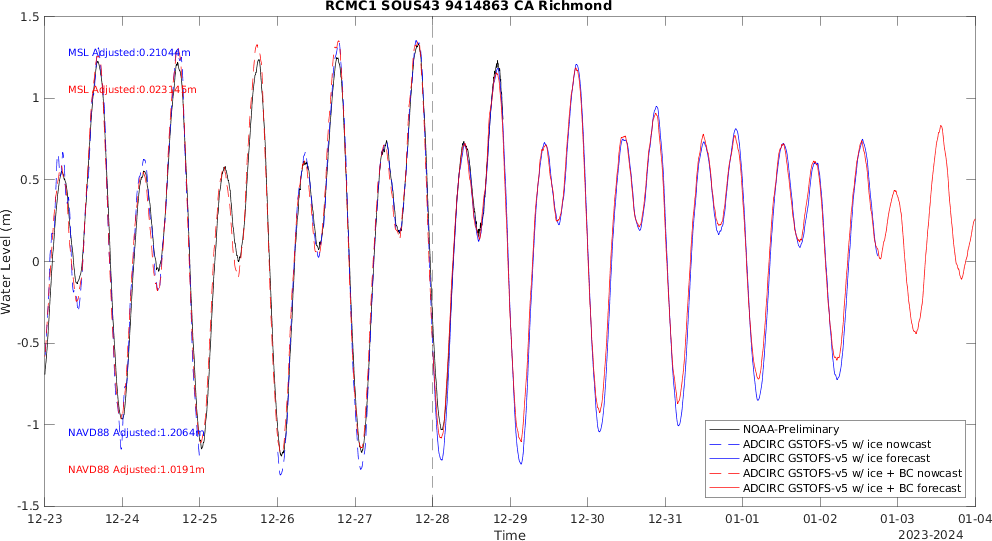 RCMC1 SOUS43 9414863 CA Richmond
1.5
1
0.5
0
-0.5
-1
-1.5
Water Level (m)
MSL Adjusted:0.21044m
MSL Adjusted:0.023145m
NAVD88 Adjusted:1.2064m
NAVD88 Adjusted:1.0191m
NOAA-Preliminary
ADCIRC GSTOFS-v5 w/ ice nowcast
ADCIRC GSTOFS-v5 w/ ice forecast
ADCIRC GSTOFS-v5 w/ ice + BC nowcast
ADCIRC GSTOFS-v5 w/ ice + BC forecast
12-23 12-24 12-25 12-26 12-27 12-28 12-29 12-30 12-31 01-01 01-02 01-03 01-04
Time
2023-2024